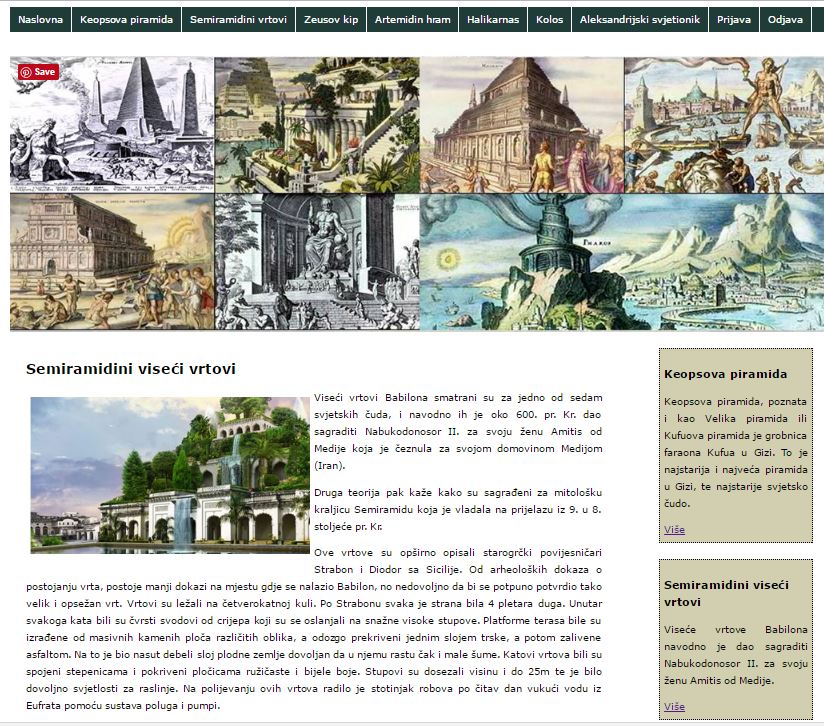 Naslovna Keopsova piramida Semiramidini vrtovi Zeusov kip Artemidin hram Halikarnas Kolos Aleksandrijski svjetionik Prijava Odjava
Save
PHARUS
Semiramidini viseći vrtovi
Viseći vrtovi Babilona smatrani su za jedno od sedam
svjetskih čuda, i navodno ih je oko 600. pr. Kr. dao
sagraditi Nabukodonosor II. za svoju ženu Amitis od
Medije koja je čeznula za svojom domovinom Medijom
(Iran).
Druga teorija pak kaže kako su sagrađeni za mitološku
kraljicu Semiramidu koja je vladala na prijelazu iz 9. u 8.
stoljeće pr. Kr.
Ove vrtove su opširno opisali starogrčki povijesničari
Strabon i Diodor sa Sicilije. Od arheoloških dokaza o
postojanju vrta, postoje manji dokazi na mjestu gdje se nalazio Babilon, no nedovoljno da bi se potpuno potvrdio tako
velik i opsežan vrt. Vrtovi su ležali na četverokatnoj kuli. Po Strabonu svaka je strana bila 4 pletara duga. Unutar
svakoga kata bili su čvrsti svodovi od crijepa koji su se oslanjali na snažne visoke stupove. Platforme terasa bile su
izrađene od masivnih kamenih ploča različitih oblika, a odozgo prekriveni jednim slojem trske, a potom zalivene
asfaltom. Na to je bio nasut debeli sloj plodne zemlje dovoljan da u njemu rastu čak i male šume. Katovi vrtova bili su
spojeni stepenicama i pokriveni pločicama ružičaste i bijele boje. Stupovi su dosezali visinu i do 25m te je bilo
dovoljno svjetlosti za raslinje. Na polijevanju ovih vrtova radilo je stotinjak robova po čitav dan vukući vodu iz
Eufrata pomoću sustava poluga i pumpi.
Keopsova piramida
Keopsova piramida, poznata
i kao Velika piramida ili
Kufuova piramida je grobnica
faraona Kufua u Gizi. To je
najstarija i najveća piramida
u Gizi, te najstarije svjetsko
čudo.
Više
Semiramidini viseći
vrtovi
Viseće vrtove Babilona
navodno je dao sagraditi
Nabukodonosor II. za svoju
ženu Amitis od Medije.
Više